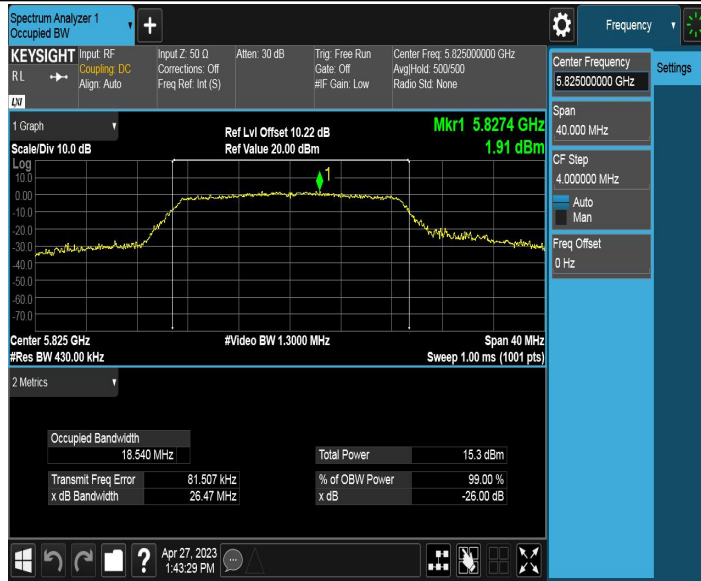 Spectrum Analyzer 1
Occupied BW
Frequency
KEYSIGHT
R L
LXI
Input: RF
Coupling: DC
Align: Auto
Input Z: 50 Ω
Corrections: Off
Freq Ref: Int (S)
Atten: 30 dB
Trig: Free Run
Gate: Off
#IF Gain: Low
Center Freq: 5.825000000 GHz
Avg|Hold: 500/500
Radio Std: None
Center Frequency
5.825000000 GHz
Settings
Span
40.000 MHz
CF Step
4.000000 MHz
Auto
Man
Freq Offset
0 Hz
1 Graph
Scale/Div 10.0 dB
Ref Lvl Offset 10.22 dB
Ref Value 20.00 dBm
Mkr1 5.8274 GHz
1.91 dBm
Log
10.0
0.00
-10.0
-20.0
-30.0
-40.0
-50.0
-60.0
-70.0
1
Center 5.825 GHz
#Res BW 430.00 kHz
#Video BW 1.3000 MHz
Span 40 MHz
Sweep 1.00 ms (1001 pts)
2 Metrics
Occupied Bandwidth
18.540 MHz
Total Power 15.3 dBm
Transmit Freq Error 81.507 kHz
% of OBW Power 99.00 %
x dB Bandwidth 26.47 MHz
x dB -26.00 dB
?
Apr 27, 2023
1:43:29 PM